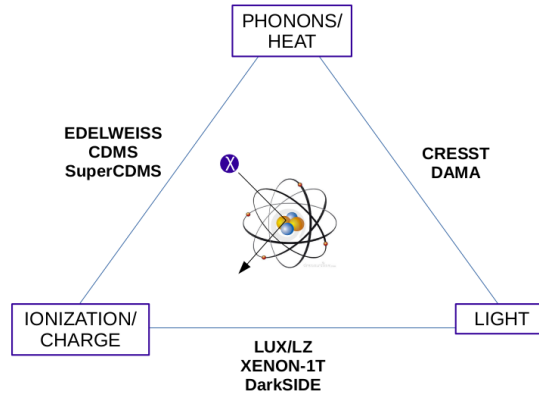 PHONONS/
HEAT
EDELWEISS
CDMS
SuperCDMS
X
CRESST
DAMA
IONIZATION/
CHARGE
LIGHT
LUX/LZ
XENON-1T
DarkSIDE